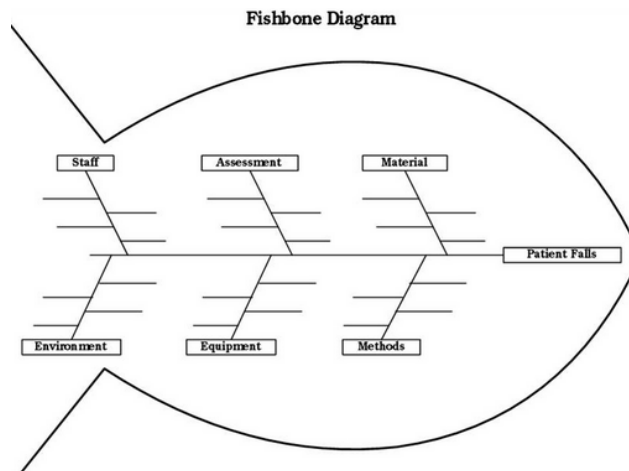 Fishbone Diagram
Staff
Assessment
Material
Patient Falls
Environment
Equipment
Methods